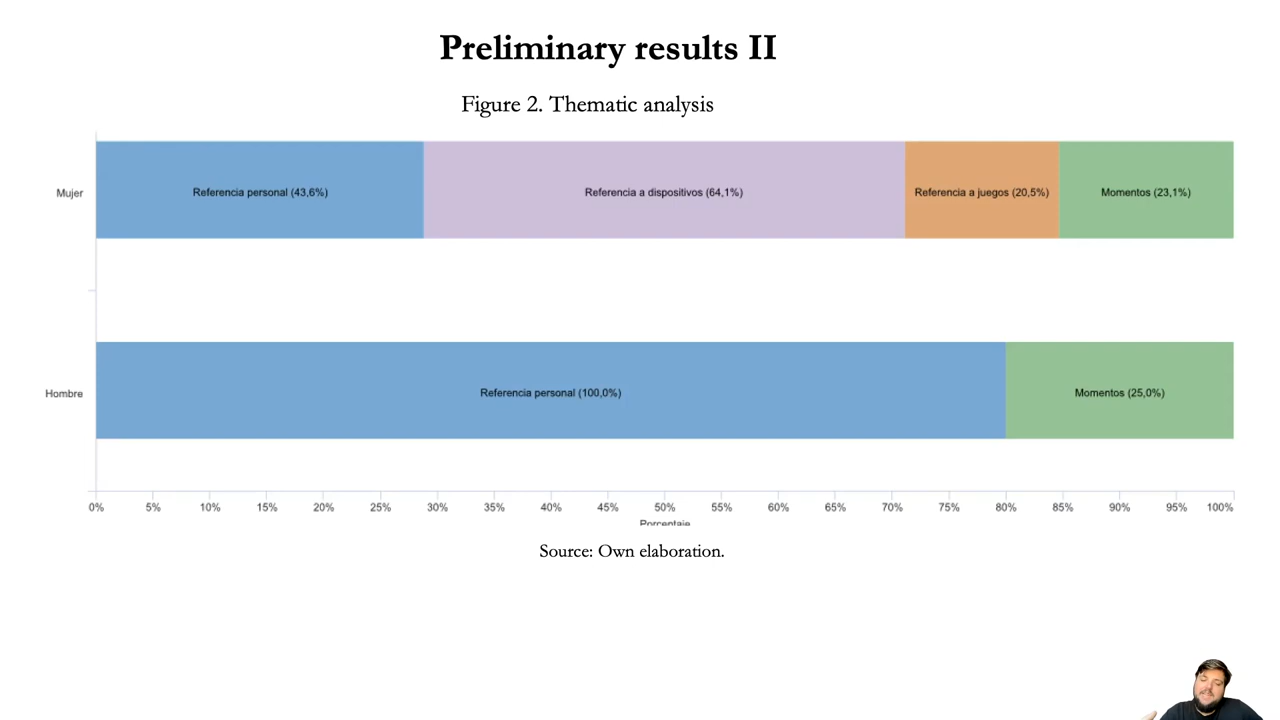 Preliminary results II
Figure 2. Thematic analysis
Mujer
Referencia personal (43,6%)
Referencia a dispositivos (64,1%)
Referencia a juegos (20,5%)
Momentos (23,1%)
Hombre
Referencia personal (100,0%)
Momentos (25,0%)
0% 5% 10% 15% 20% 25% 30% 35% 40% 45% 50% 55% 60% 65% 70% 75% 80% 85% 90% 95% 100%
Porcentaje
Source: Own elaboration.